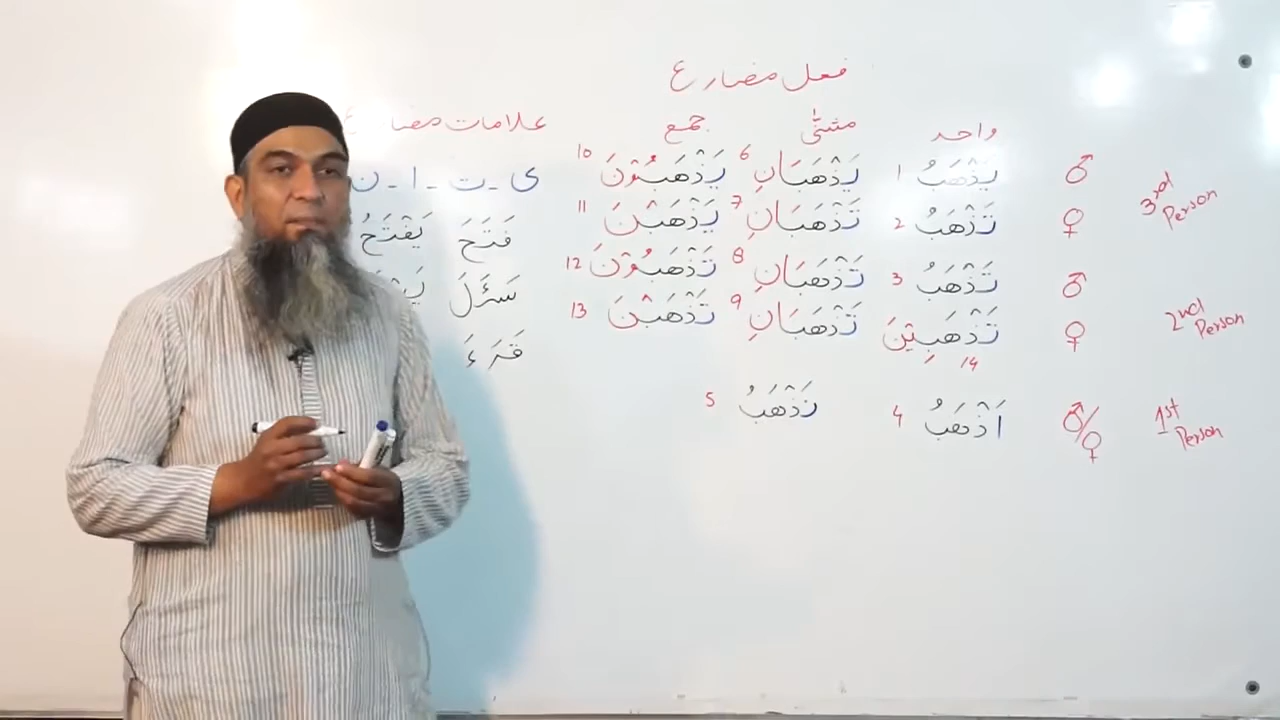 فعل مضارع
واحد مثنّٰی جمع
♂ يَذْهَبُ 1 يَذْهَبَانِ 6 يَذْهَبُوْنَ 10
♀ تَذْهَبُ 2 تَذْهَبَانِ 7 يَذْهَبْنَ 11
3rd Person
♂ تَذْهَبُ 3 تَذْهَبَانِ 8 تَذْهَبُوْنَ 12
♀ تَذْهَبِيْنَ 14 تَذْهَبَانِ 9 تَذْهَبْنَ 13
2nd Person
♂/♀ اَذْهَبُ 4 نَذْهَبُ 5
1st Person
علامات
ی - ت - ا - ن
فَتَحَ يَفْتَحُ
سَئَلَ
قَرَءَ